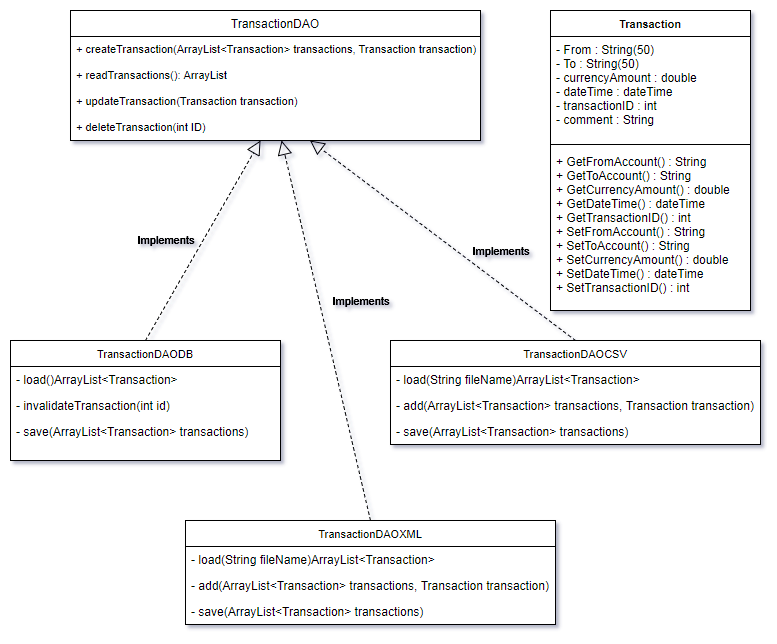 TransactionDAO
+ createTransaction(ArrayList<Transaction> transactions, Transaction transaction)
+ readTransactions(): ArrayList
+ updateTransaction(Transaction transaction)
+ deleteTransaction(int ID)
Transaction
- From : String(50)
- To : String(50)
- currencyAmount : double
- dateTime : dateTime
- transactionID : int
- comment : String
+ GetFromAccount() : String
+ GetToAccount() : String
+ GetCurrencyAmount() : double
+ GetDateTime() : dateTime
+ GetTransactionID() : int
+ SetFromAccount() : String
+ SetToAccount() : String
+ SetCurrencyAmount() : double
+ SetDateTime() : dateTime
+ SetTransactionID() : int
Implements
Implements
Implements
TransactionDAODB
- load()ArrayList<Transaction>
- invalidateTransaction(int id)
- save(ArrayList<Transaction> transactions)
TransactionDAOCSV
- load(String fileName)ArrayList<Transaction>
- add(ArrayList<Transaction> transactions, Transaction transaction)
- save(ArrayList<Transaction> transactions)
TransactionDAOXML
- load(String fileName)ArrayList<Transaction>
- add(ArrayList<Transaction> transactions, Transaction transaction)
- save(ArrayList<Transaction> transactions)